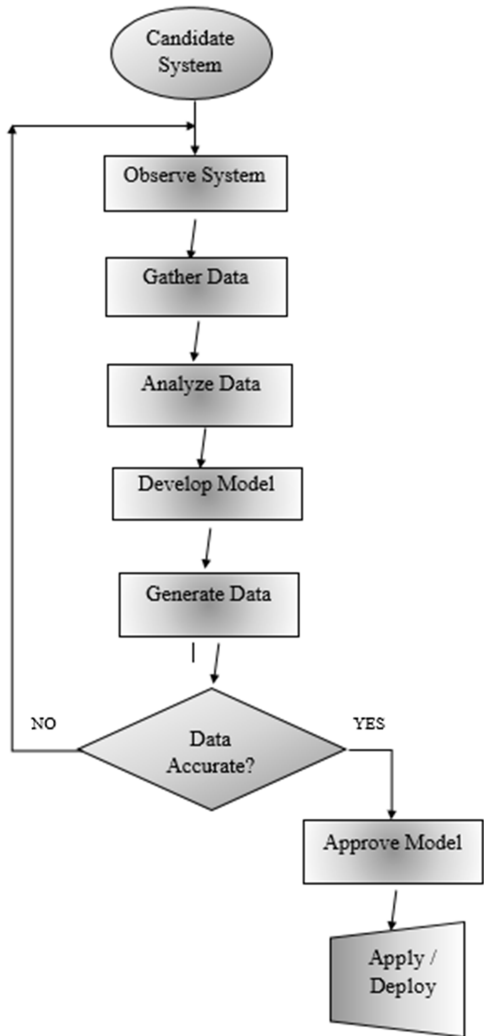 Candidate
System
Observe System
Gather Data
Analyze Data
Develop Model
Generate Data
Data
Accurate?
NO
YES
Approve Model
Apply /
Deploy